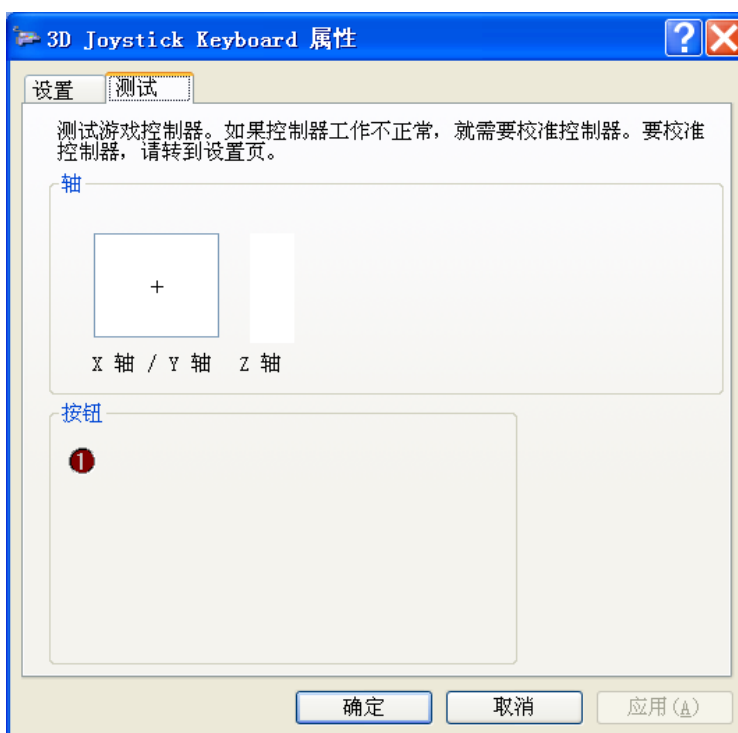 3D Joystick Keyboard 属性
设置 测试
测试游戏控制器。如果控制器工作不正常，就需要校准控制器。要校准
控制器，请转到设置页。
轴
X 轴 / Y 轴 Z 轴
按钮
1
确定 取消 应用(A)